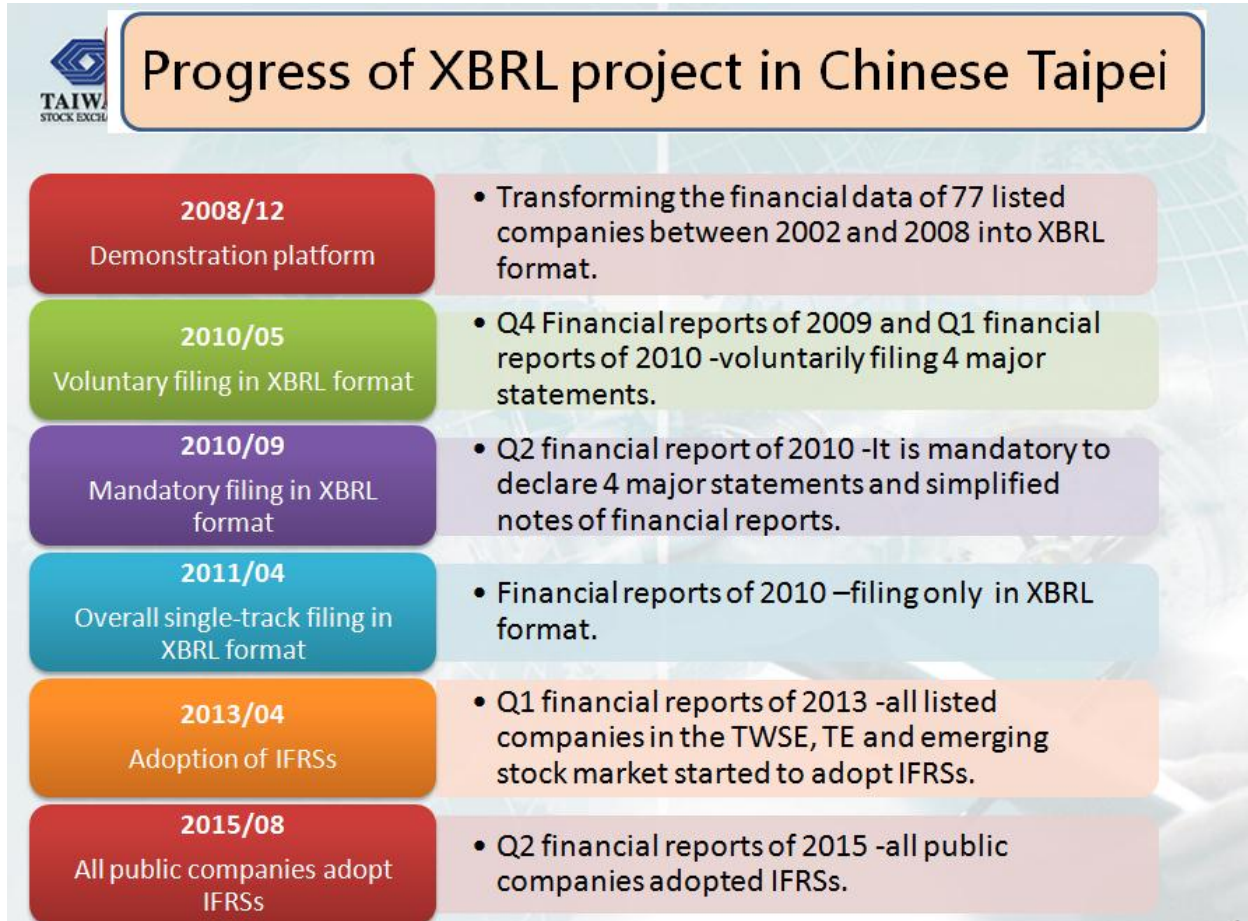 Progress of XBRL project in Chinese Taipei
TAIW
STOCK EXCH
2008/12
Demonstration platform
• Transforming the financial data of 77 listed
companies between 2002 and 2008 into XBRL
format.
2010/05
Voluntary filing in XBRL format
• Q4 Financial reports of 2009 and Q1 financial
reports of 2010 -voluntarily filing 4 major
statements.
2010/09
Mandatory filing in XBRL
format
• Q2 financial report of 2010 -It is mandatory to
declare 4 major statements and simplified
notes of financial reports.
2011/04
Overall single-track filing in
XBRL format
• Financial reports of 2010 –filing only in XBRL
format.
2013/04
Adoption of IFRSs
• Q1 financial reports of 2013 -all listed
companies in the TWSE, TE and emerging
stock market started to adopt IFRSs.
2015/08
All public companies adopt
IFRSs
• Q2 financial reports of 2015 -all public
companies adopted IFRSs.